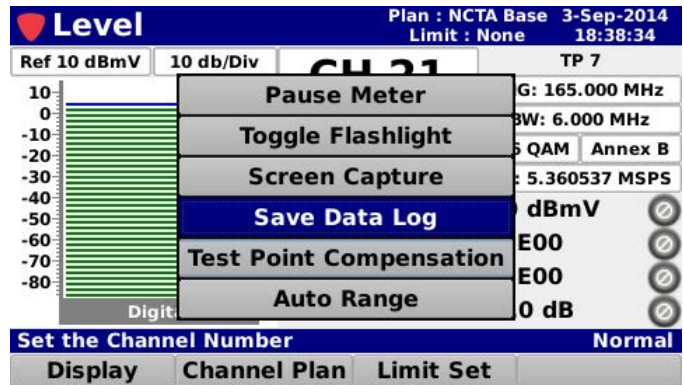 Level
Plan : NCTA Base 3-Sep-2014
Limit : None 18:38:34
Ref 10 dBmV
10 db/Div
CH 21
TP 7
10
0
-10
-20
-30
-40
-50
-60
-70
-80
G: 165.000 MHz
BW: 6.000 MHz
QAM
Annex B
: 5.360537 MSPS
dBmV
E00
E00
0 dB
Pause Meter
Toggle Flashlight
Screen Capture
Save Data Log
Test Point Compensation
Auto Range
Digit
Set the Channel Number
Normal
Display
Channel Plan
Limit Set